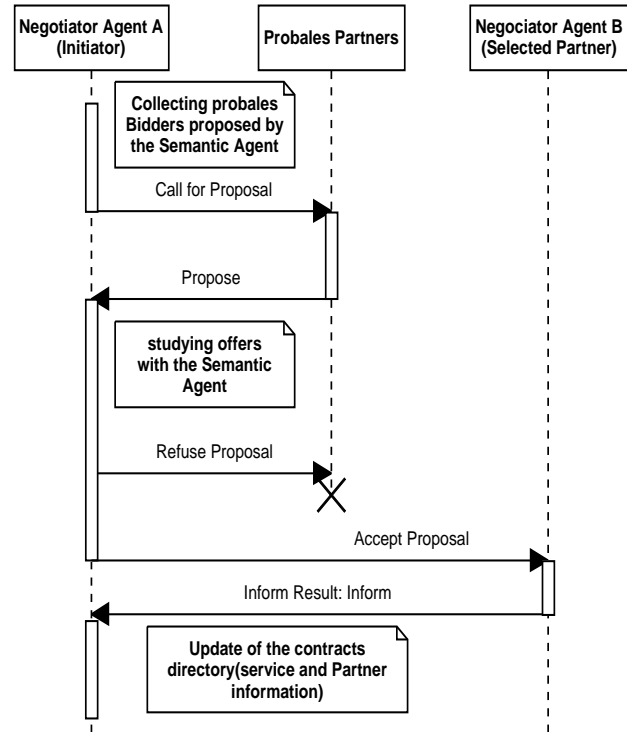 Negotiator Agent A
(Initiator)
Probales Partners
Negociator Agent B
(Selected Partner)
Collecting probales
Bidders proposed by
the Semantic Agent
Call for Proposal
Propose
studying offers
with the Semantic
Agent
Refuse Proposal
Accept Proposal
Inform Result: Inform
Update of the contracts
directory(service and Partner
information)